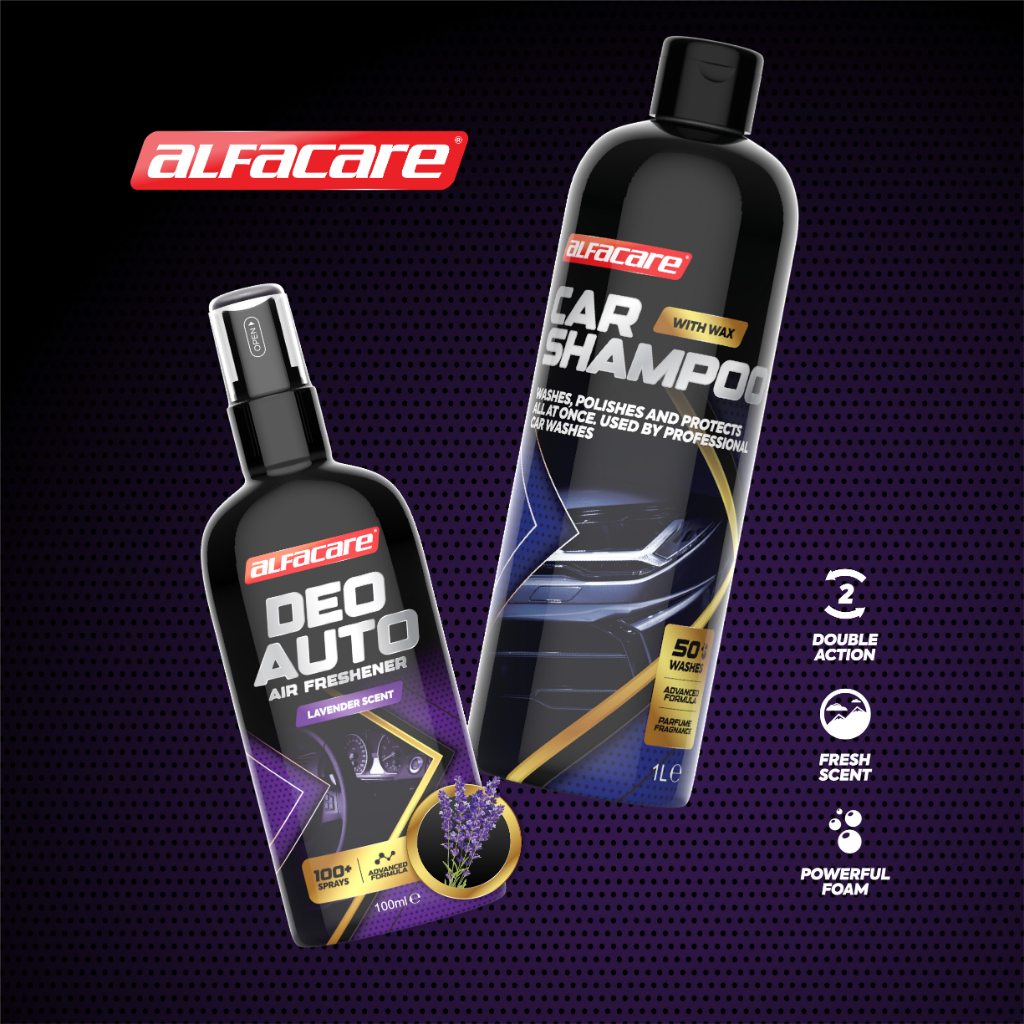 ALFACARE®
ALFACARE®
CAR
SHAMPOO
WITH WAX
WASHES, POLISHES AND PROTECTS
ALL AT ONCE. USED BY PROFESSIONAL
CAR WASHES
50+
WASHES
ADVANCED
FORMULA
PARFUME
FRAGNANCE
1L℮
OPEN
ALFACARE®
DEO
AUTO
AIR FRESHENER
LAVENDER SCENT
100+
SPRAYS
ADVANCED
FORMULA
100ml ℮
2
DOUBLE
ACTION
FRESH
SCENT
POWERFUL
FOAM